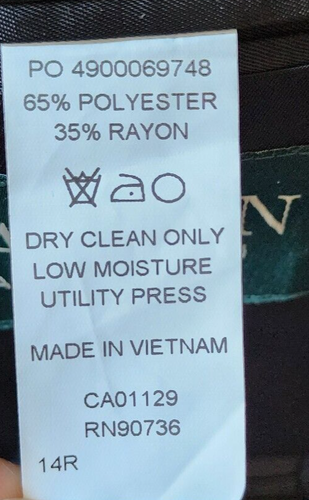 PO 4900069748
65% POLYESTER
35% RAYON
DRY CLEAN ONLY
LOW MOISTURE
UTILITY PRESS
MADE IN VIETNAM
CA01129
RN90736
14R